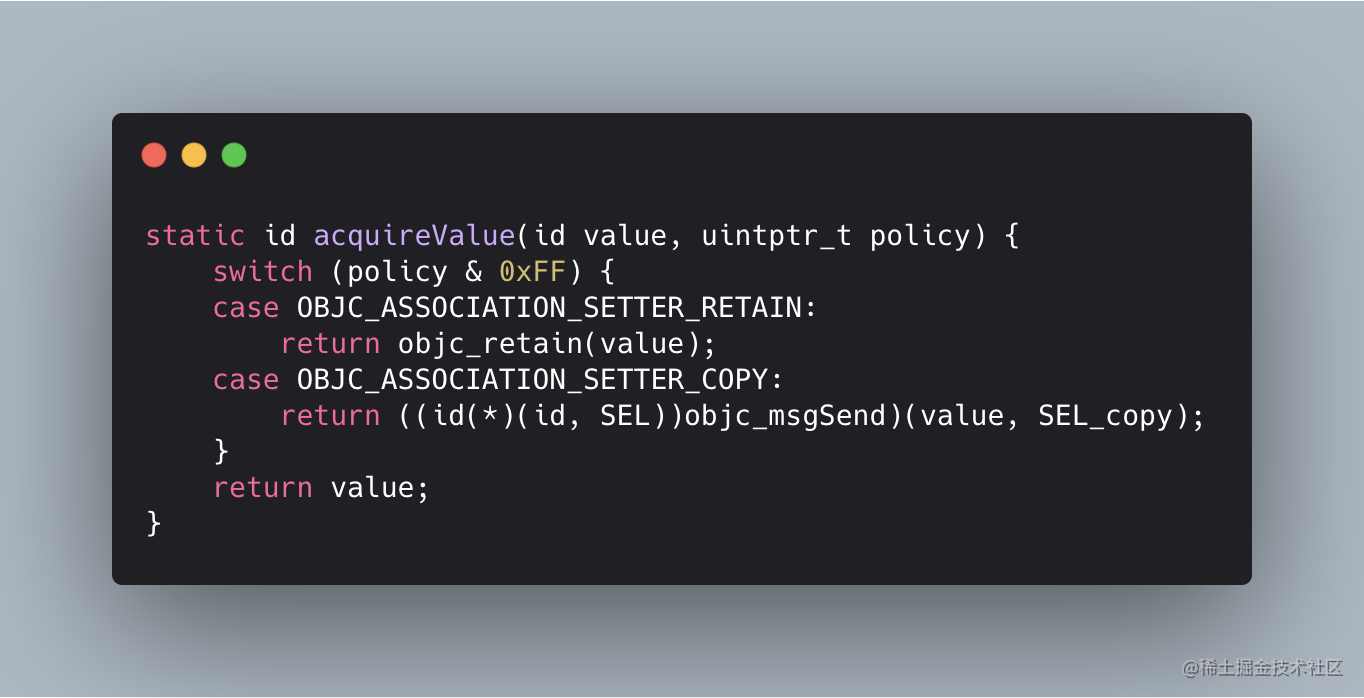 static id acquireValue(id value, uintptr_t policy) {
    switch (policy & 0xFF) {
    case OBJC_ASSOCIATION_SETTER_RETAIN:
        return objc_retain(value);
    case OBJC_ASSOCIATION_SETTER_COPY:
        return ((id(*)(id, SEL))objc_msgSend)(value, SEL_copy);
    }
    return value;
}
@稀土掘金技术社区